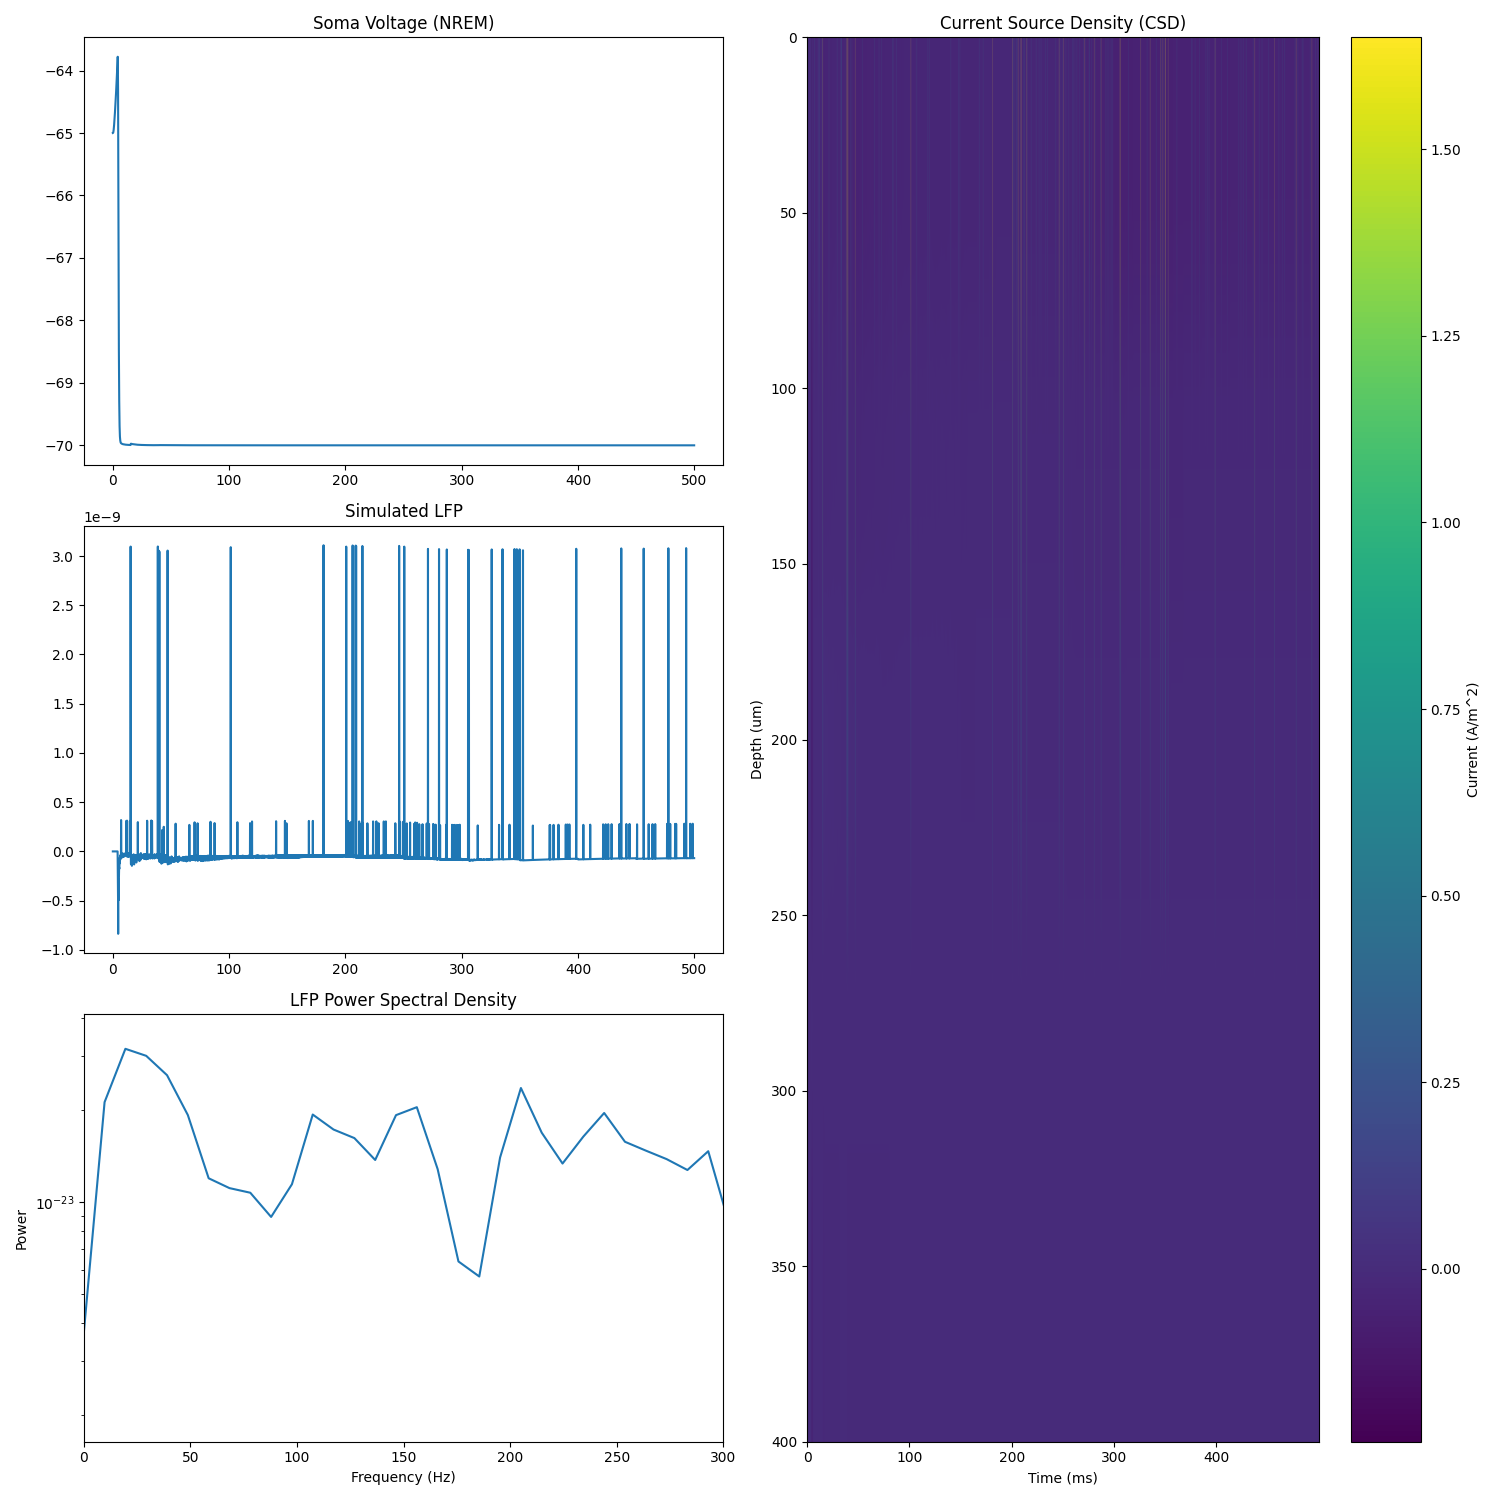 Soma Voltage (NREM)
−64
−65
−66
−67
−68
−69
−70
0 100 200 300 400 500
Simulated LFP
1e−9
3.0
2.5
2.0
1.5
1.0
0.5
0.0
−0.5
−1.0
0 100 200 300 400 500
LFP Power Spectral Density
Power
10−23
0 50 100 150 200 250 300
Frequency (Hz)
Current Source Density (CSD)
Depth (um)
0
50
100
150
200
250
300
350
400
0 100 200 300 400
Time (ms)
1.50
1.25
1.00
0.75
0.50
0.25
0.00
Current (A/m^2)